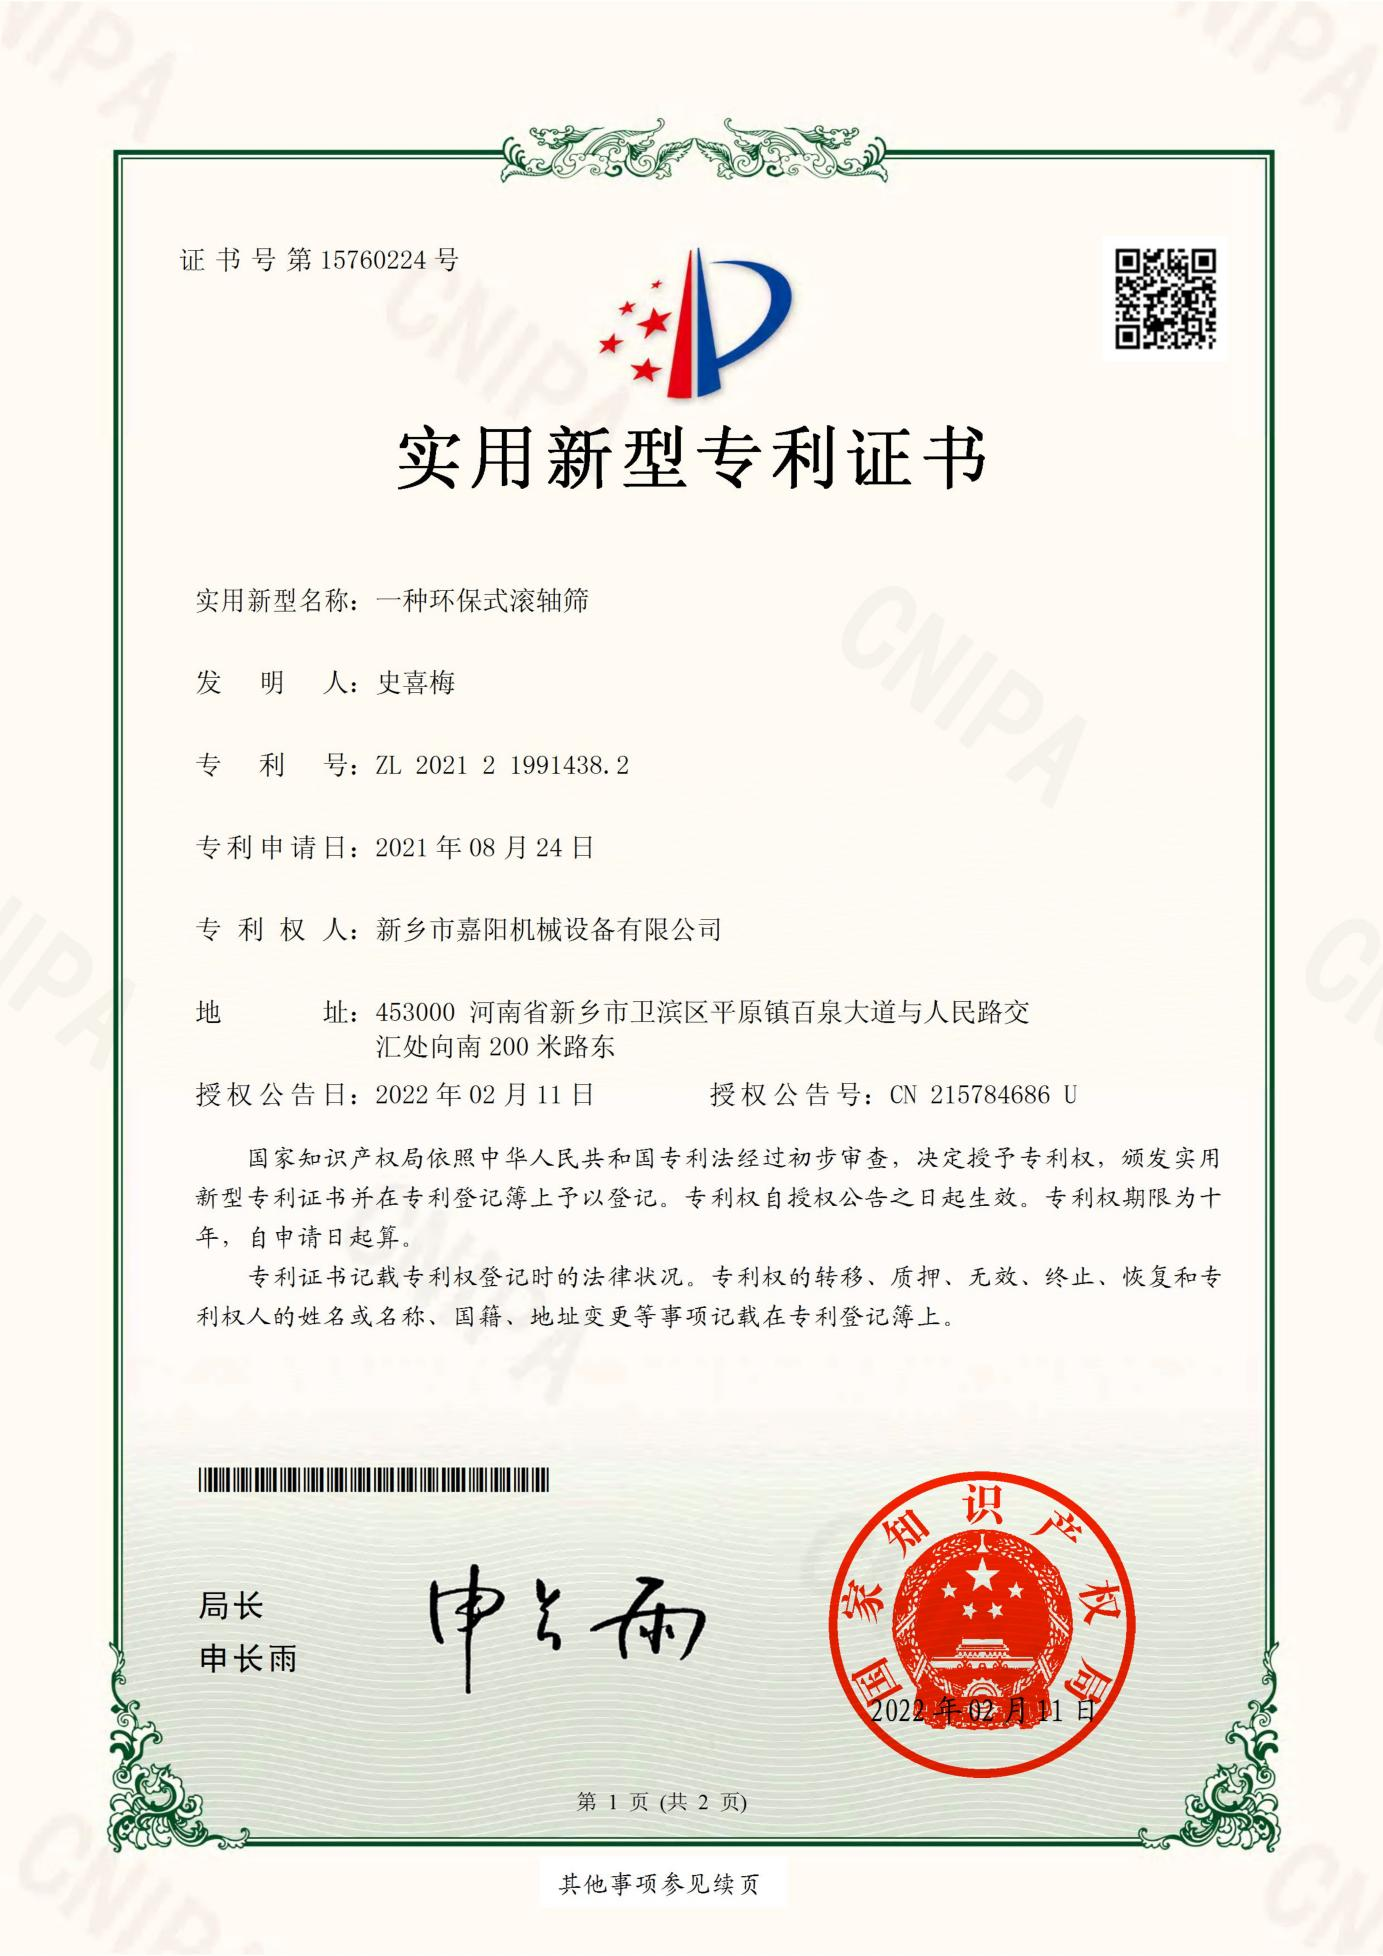 证书号第15760224号
实用新型专利证书
实用新型名称：一种环保式滚轴筛
发明人：史喜梅
专利号：ZL 2021 2 1991438.2
专利申请日：2021年08月24日
专利权人：新乡市嘉阳机械设备有限公司
地址：453000 河南省新乡市卫滨区平原镇百泉大道与人民路交
汇处向南200米路东
授权公告日：2022年02月11日 授权公告号：CN 215784686 U
国家知识产权局依照中华人民共和国专利法经过初步审查，决定授予专利权，颁发实用
新型专利证书并在专利登记簿上予以登记。专利权自授权公告之日起生效。专利权期限为十
年，自申请日起算。
专利证书记载专利权登记时的法律状况。专利权的转移、质押、无效、终止、恢复和专
利权人的姓名或名称、国籍、地址变更等事项记载在专利登记簿上。
局长
申长雨
申长雨
国家知识产权局
2022年02月11日
第 1 页 (共 2 页)
其他事项参见续页
CNIPA
CNIPA
CNIPA
CNIPA
CNIPA